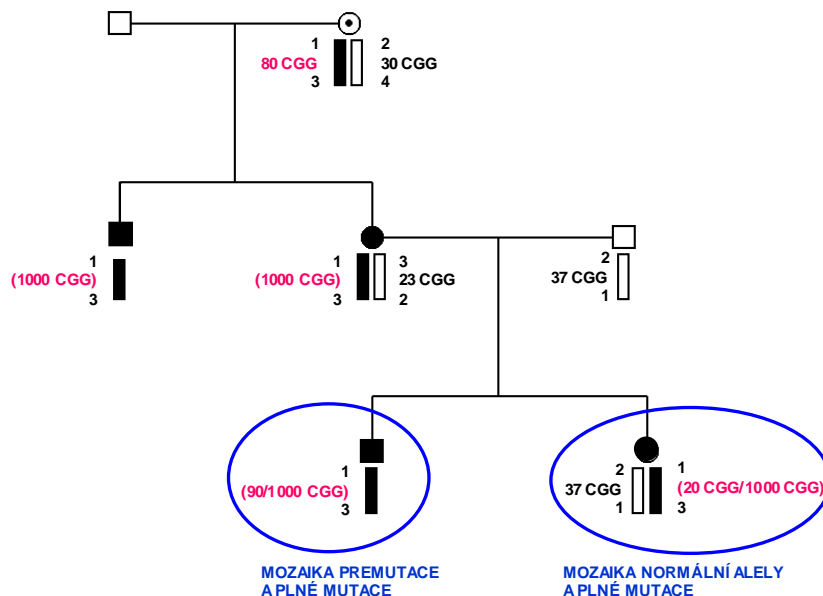 1 2
80 CGG 30 CGG
3 4
1
(1000 CGG)
3
1 3
(1000 CGG) 23 CGG
3 2
2
37 CGG
1
1
(90/1000 CGG)
3
2 1
37 CGG (20 CGG/1000 CGG)
1 3
MOZAIKA PREMUTACE
A PLNÉ MUTACE
MOZAIKA NORMÁLNÍ ALELY
A PLNÉ MUTACE